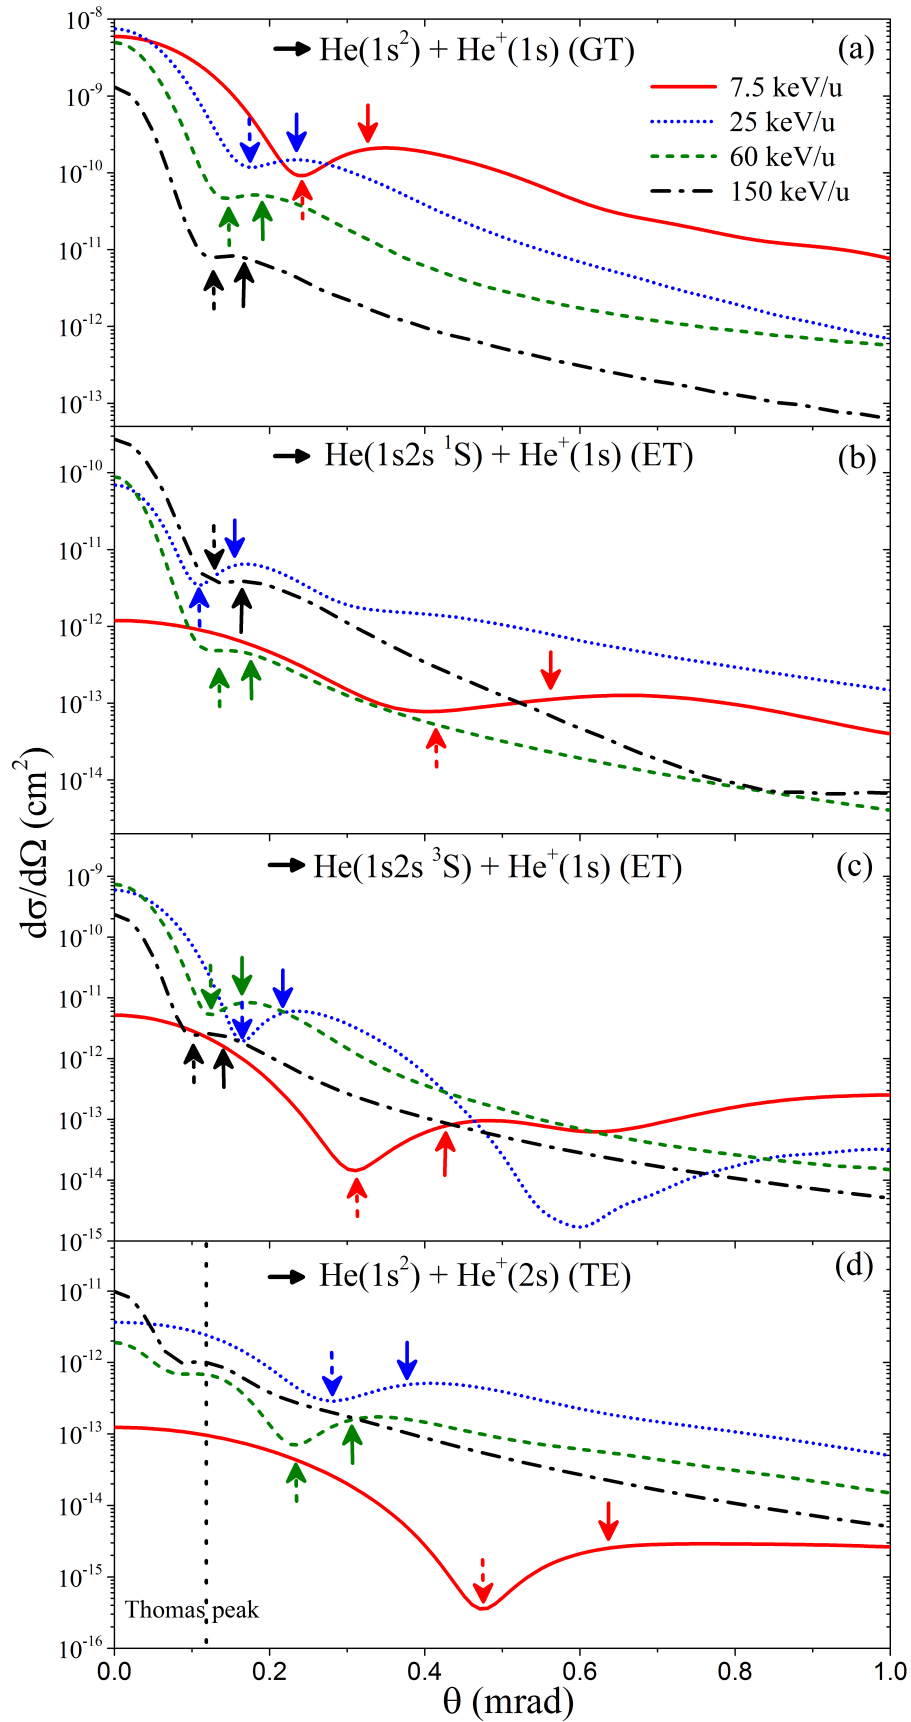 dσ/dΩ (cm²)
10⁻⁸
10⁻⁹
10⁻¹⁰
10⁻¹¹
10⁻¹²
10⁻¹³
He(1s²) + He⁺(1s) (GT)
(a)
7.5 keV/u
25 keV/u
60 keV/u
150 keV/u
10⁻¹⁰
10⁻¹¹
10⁻¹²
10⁻¹³
10⁻¹⁴
He(1s2s ¹S) + He⁺(1s) (ET)
(b)
10⁻⁹
10⁻¹⁰
10⁻¹¹
10⁻¹²
10⁻¹³
10⁻¹⁴
10⁻¹⁵
He(1s2s ³S) + He⁺(1s) (ET)
(c)
10⁻¹¹
10⁻¹²
10⁻¹³
10⁻¹⁴
10⁻¹⁵
10⁻¹⁶
He(1s²) + He⁺(2s) (TE)
(d)
Thomas peak
0.0 0.2 0.4 0.6 0.8 1.0
θ (mrad)